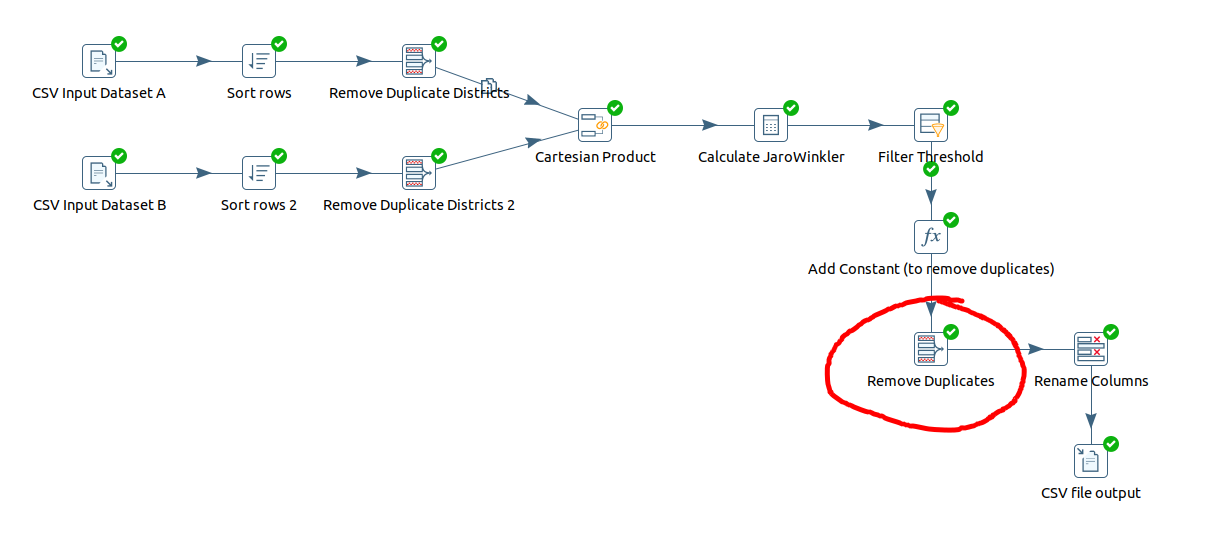 CSV Input Dataset A
Sort rows
Remove Duplicate Districts
Cartesian Product
Calculate JaroWinkler
Filter Threshold
CSV Input Dataset B
Sort rows 2
Remove Duplicate Districts 2
fx
Add Constant (to remove duplicates)
Remove Duplicates
Rename Columns
CSV file output